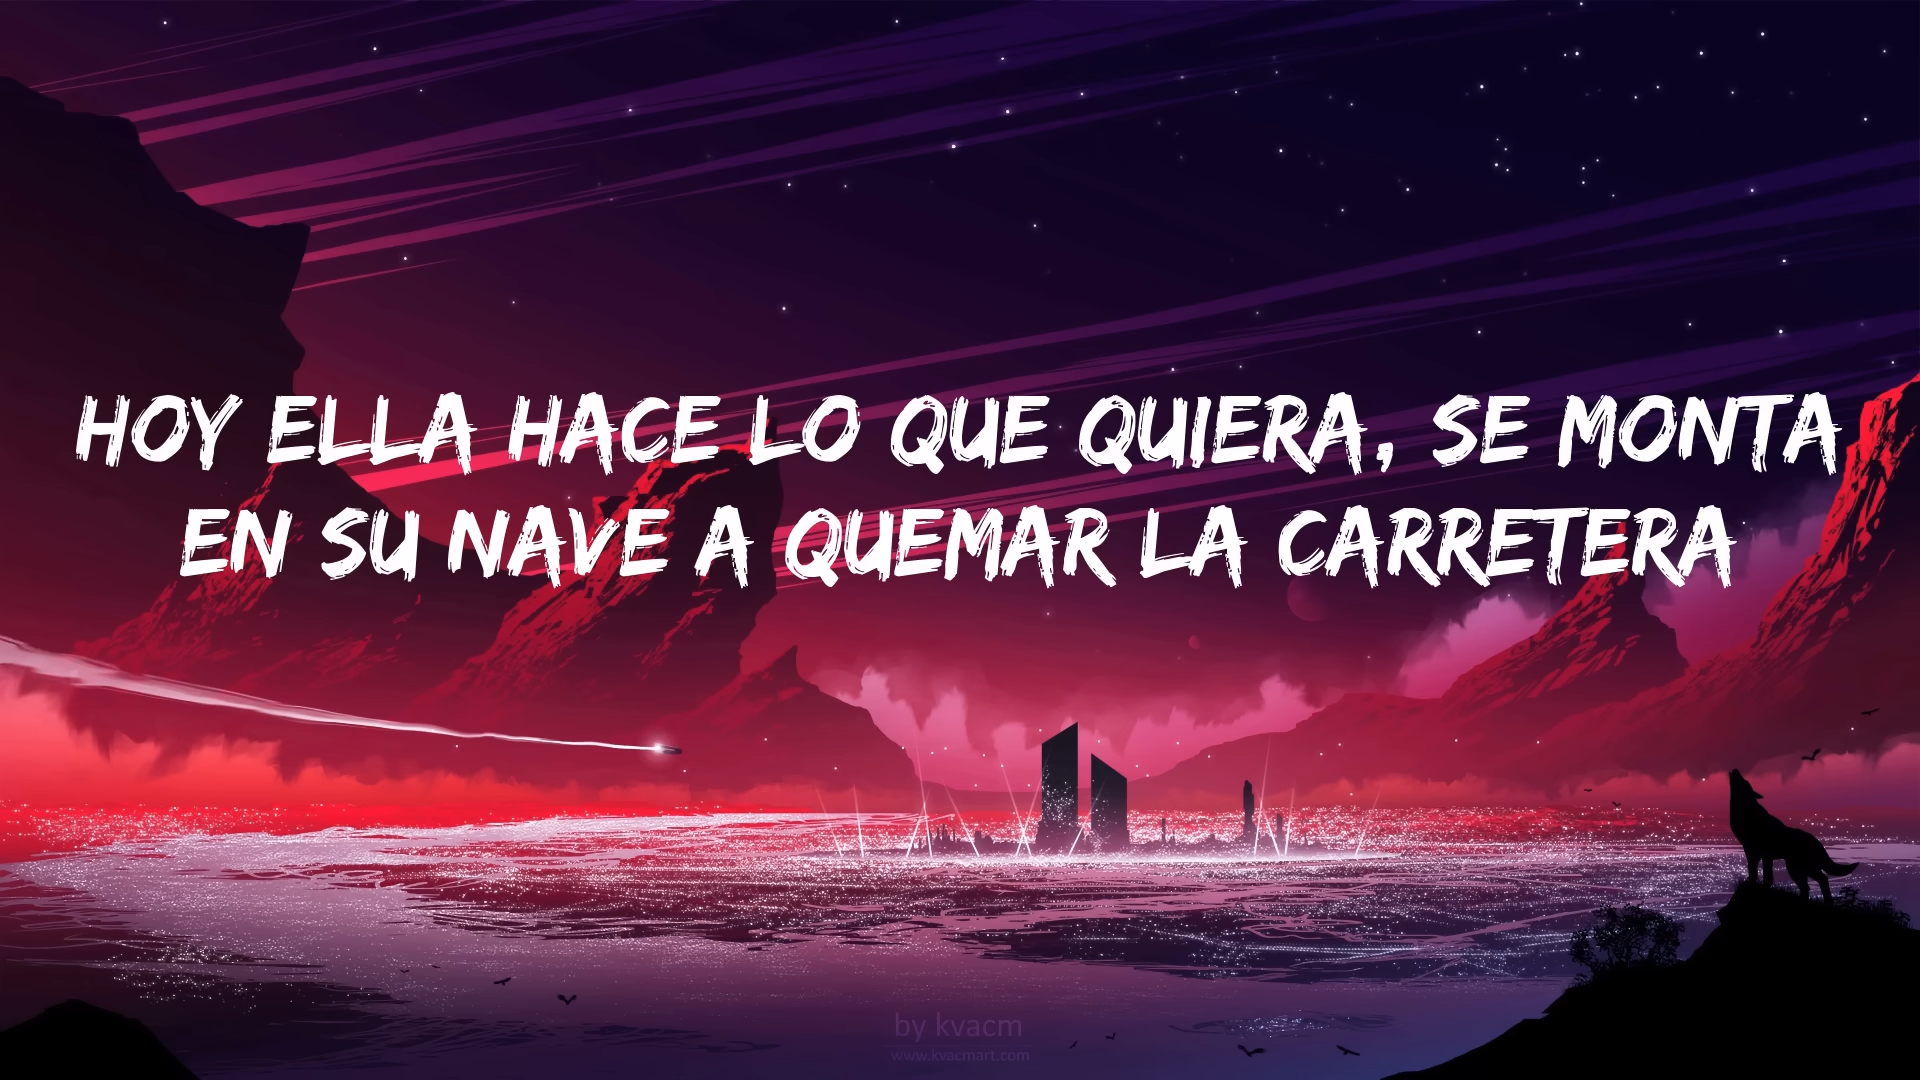 HOY ELLA HACE LO QUE QUIERA, SE MONTA
EN SU NAVE A QUEMAR LA CARRETERA
by kvacm
www.kvacmart.com